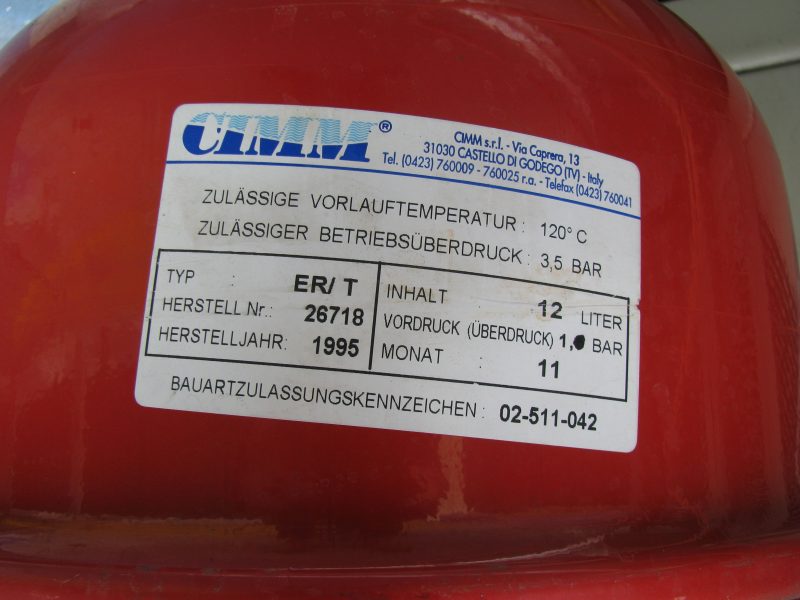 CIMM®
CIMM s.r.l. - Via Caprera, 13
31030 CASTELLO DI GODEGO (TV) - Italy
Tel. (0423) 760009 - 760025 r.a. - Telefax (0423) 760041
ZULÄSSIGE VORLAUFTEMPERATUR : 120° C
ZULÄSSIGER BETRIEBSÜBERDRUCK : 3,5 BAR
TYP : ER/ T
HERSTELL Nr.: 26718
HERSTELLJAHR: 1995
INHALT : 12 LITER
VORDRUCK (ÜBERDRUCK) 1, BAR
MONAT : 11
BAUARTZULASSUNGSKENNZEICHEN : 02-511-042